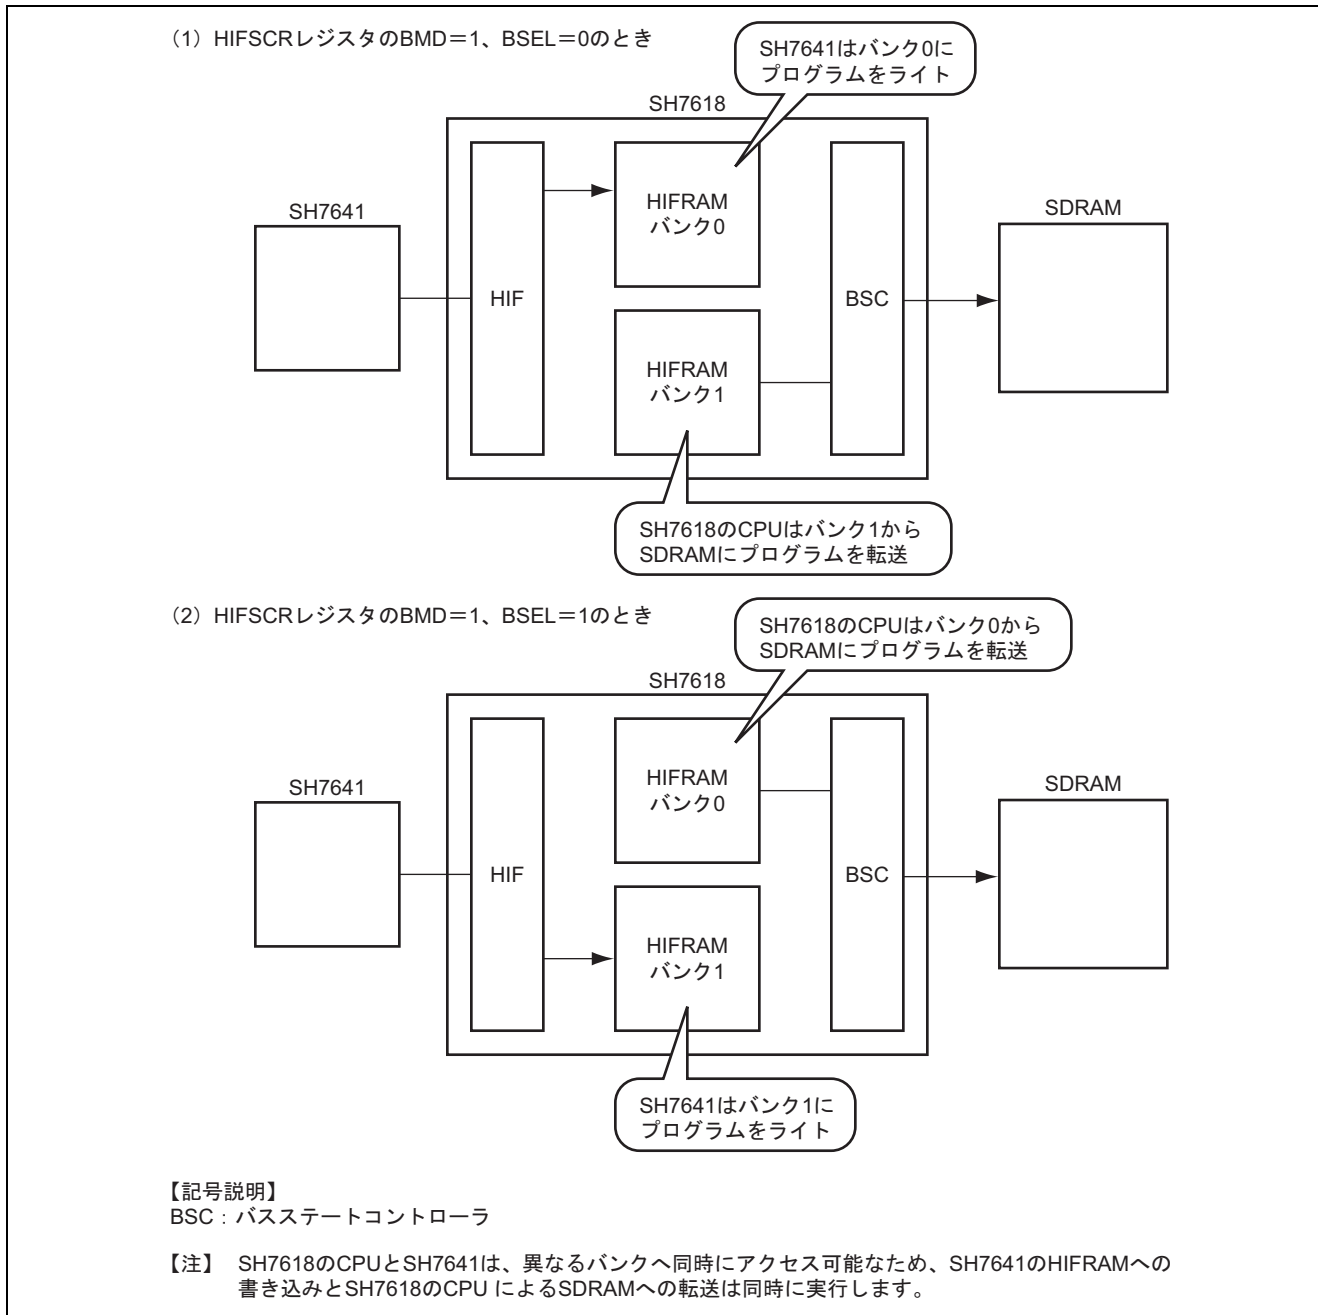 (1) HIFSCRレジスタのBMD=1、BSEL=0のとき
SH7641はバンク0に
プログラムをライト
SH7618
SH7641
HIF
HIFRAM
バンク0
HIFRAM
バンク1
BSC
SDRAM
SH7618のCPUはバンク1から
SDRAMにプログラムを転送
(2) HIFSCRレジスタのBMD=1、BSEL=1のとき
SH7618のCPUはバンク0から
SDRAMにプログラムを転送
SH7618
SH7641
HIF
HIFRAM
バンク0
HIFRAM
バンク1
BSC
SDRAM
SH7641はバンク1に
プログラムをライト
【記号説明】
BSC:バスステートコントローラ
【注】 SH7618のCPUとSH7641は、異なるバンクへ同時にアクセス可能なため、SH7641のHIFRAMへの
書き込みとSH7618のCPU によるSDRAMへの転送は同時に実行します。